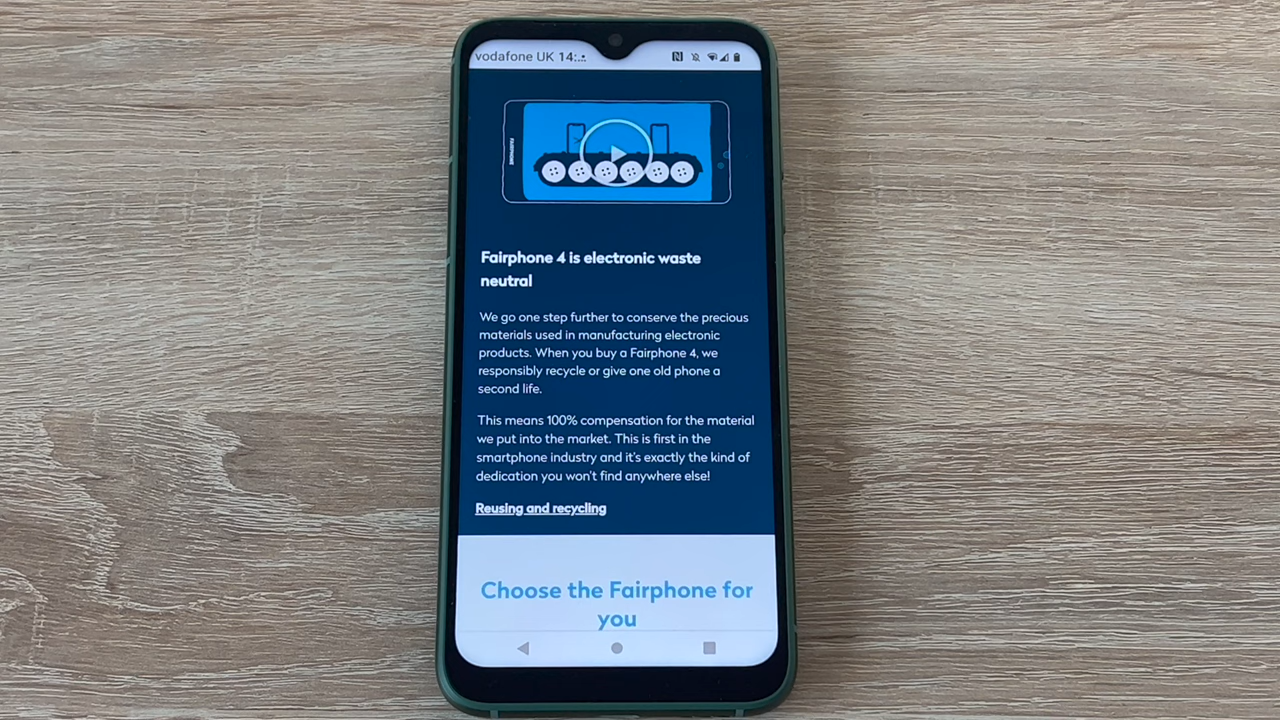 vodafone UK 14:...
FAIRPHONE
Fairphone 4 is electronic waste
neutral
We go one step further to conserve the precious
materials used in manufacturing electronic
products. When you buy a Fairphone 4, we
responsibly recycle or give one old phone a
second life.
This means 100% compensation for the material
we put into the market. This is first in the
smartphone industry and it's exactly the kind of
dedication you won't find anywhere else!
Reusing and recycling
Choose the Fairphone for
you